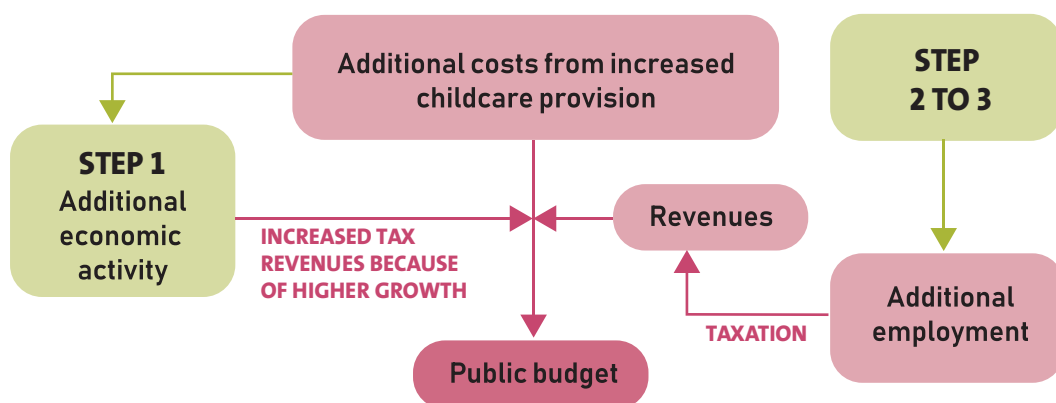 Additional costs from increased
childcare provision
STEP
2 TO 3
STEP 1
Additional
economic
activity
INCREASED TAX
REVENUES BECAUSE
OF HIGHER GROWTH
Revenues
TAXATION
Additional
employment
Public budget